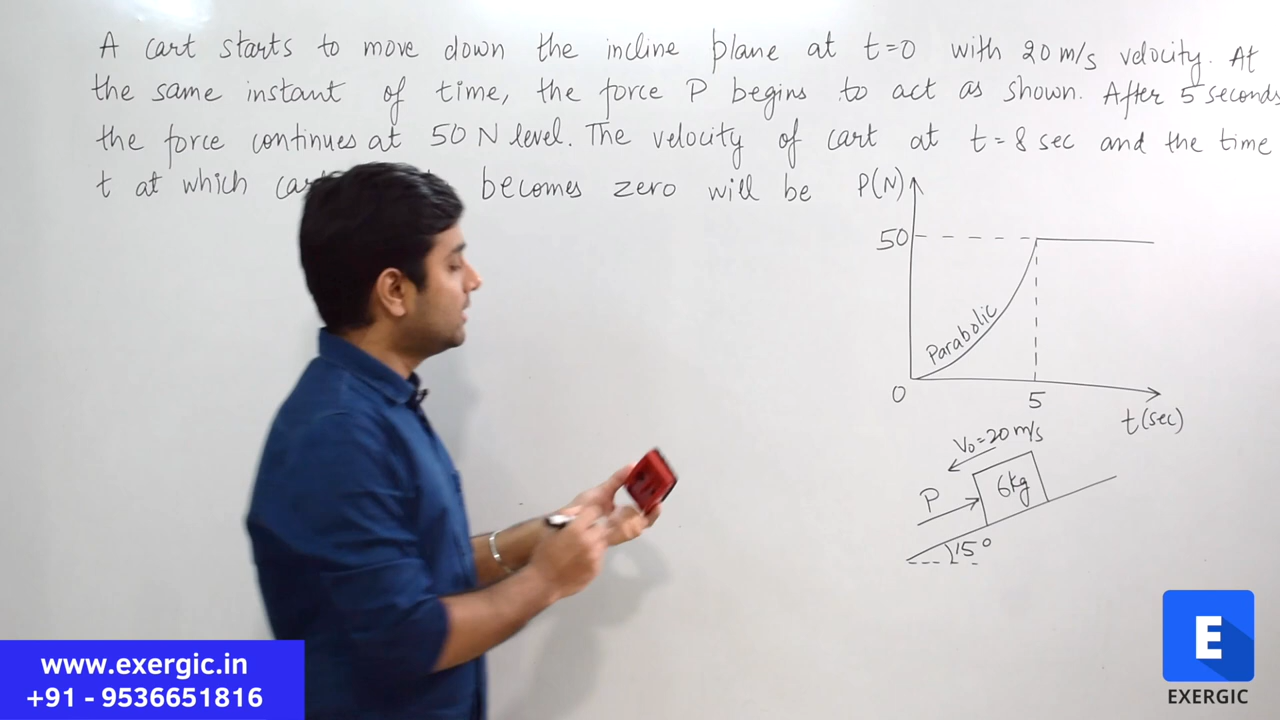 A cart starts to move down the incline plane at t=0 with 20 m/s velocity. At
the same instant of time, the force P begins to act as shown. After 5 seconds
the force continues at 50 N level. The velocity of cart at t = 8 sec and the time
t at which becomes zero will be
P(N)
50
Parabolic
0
5
t(sec)
V₀=20 m/s
P
6kg
15°
www.exergic.in
+91 - 9536651816
E
EXERGIC